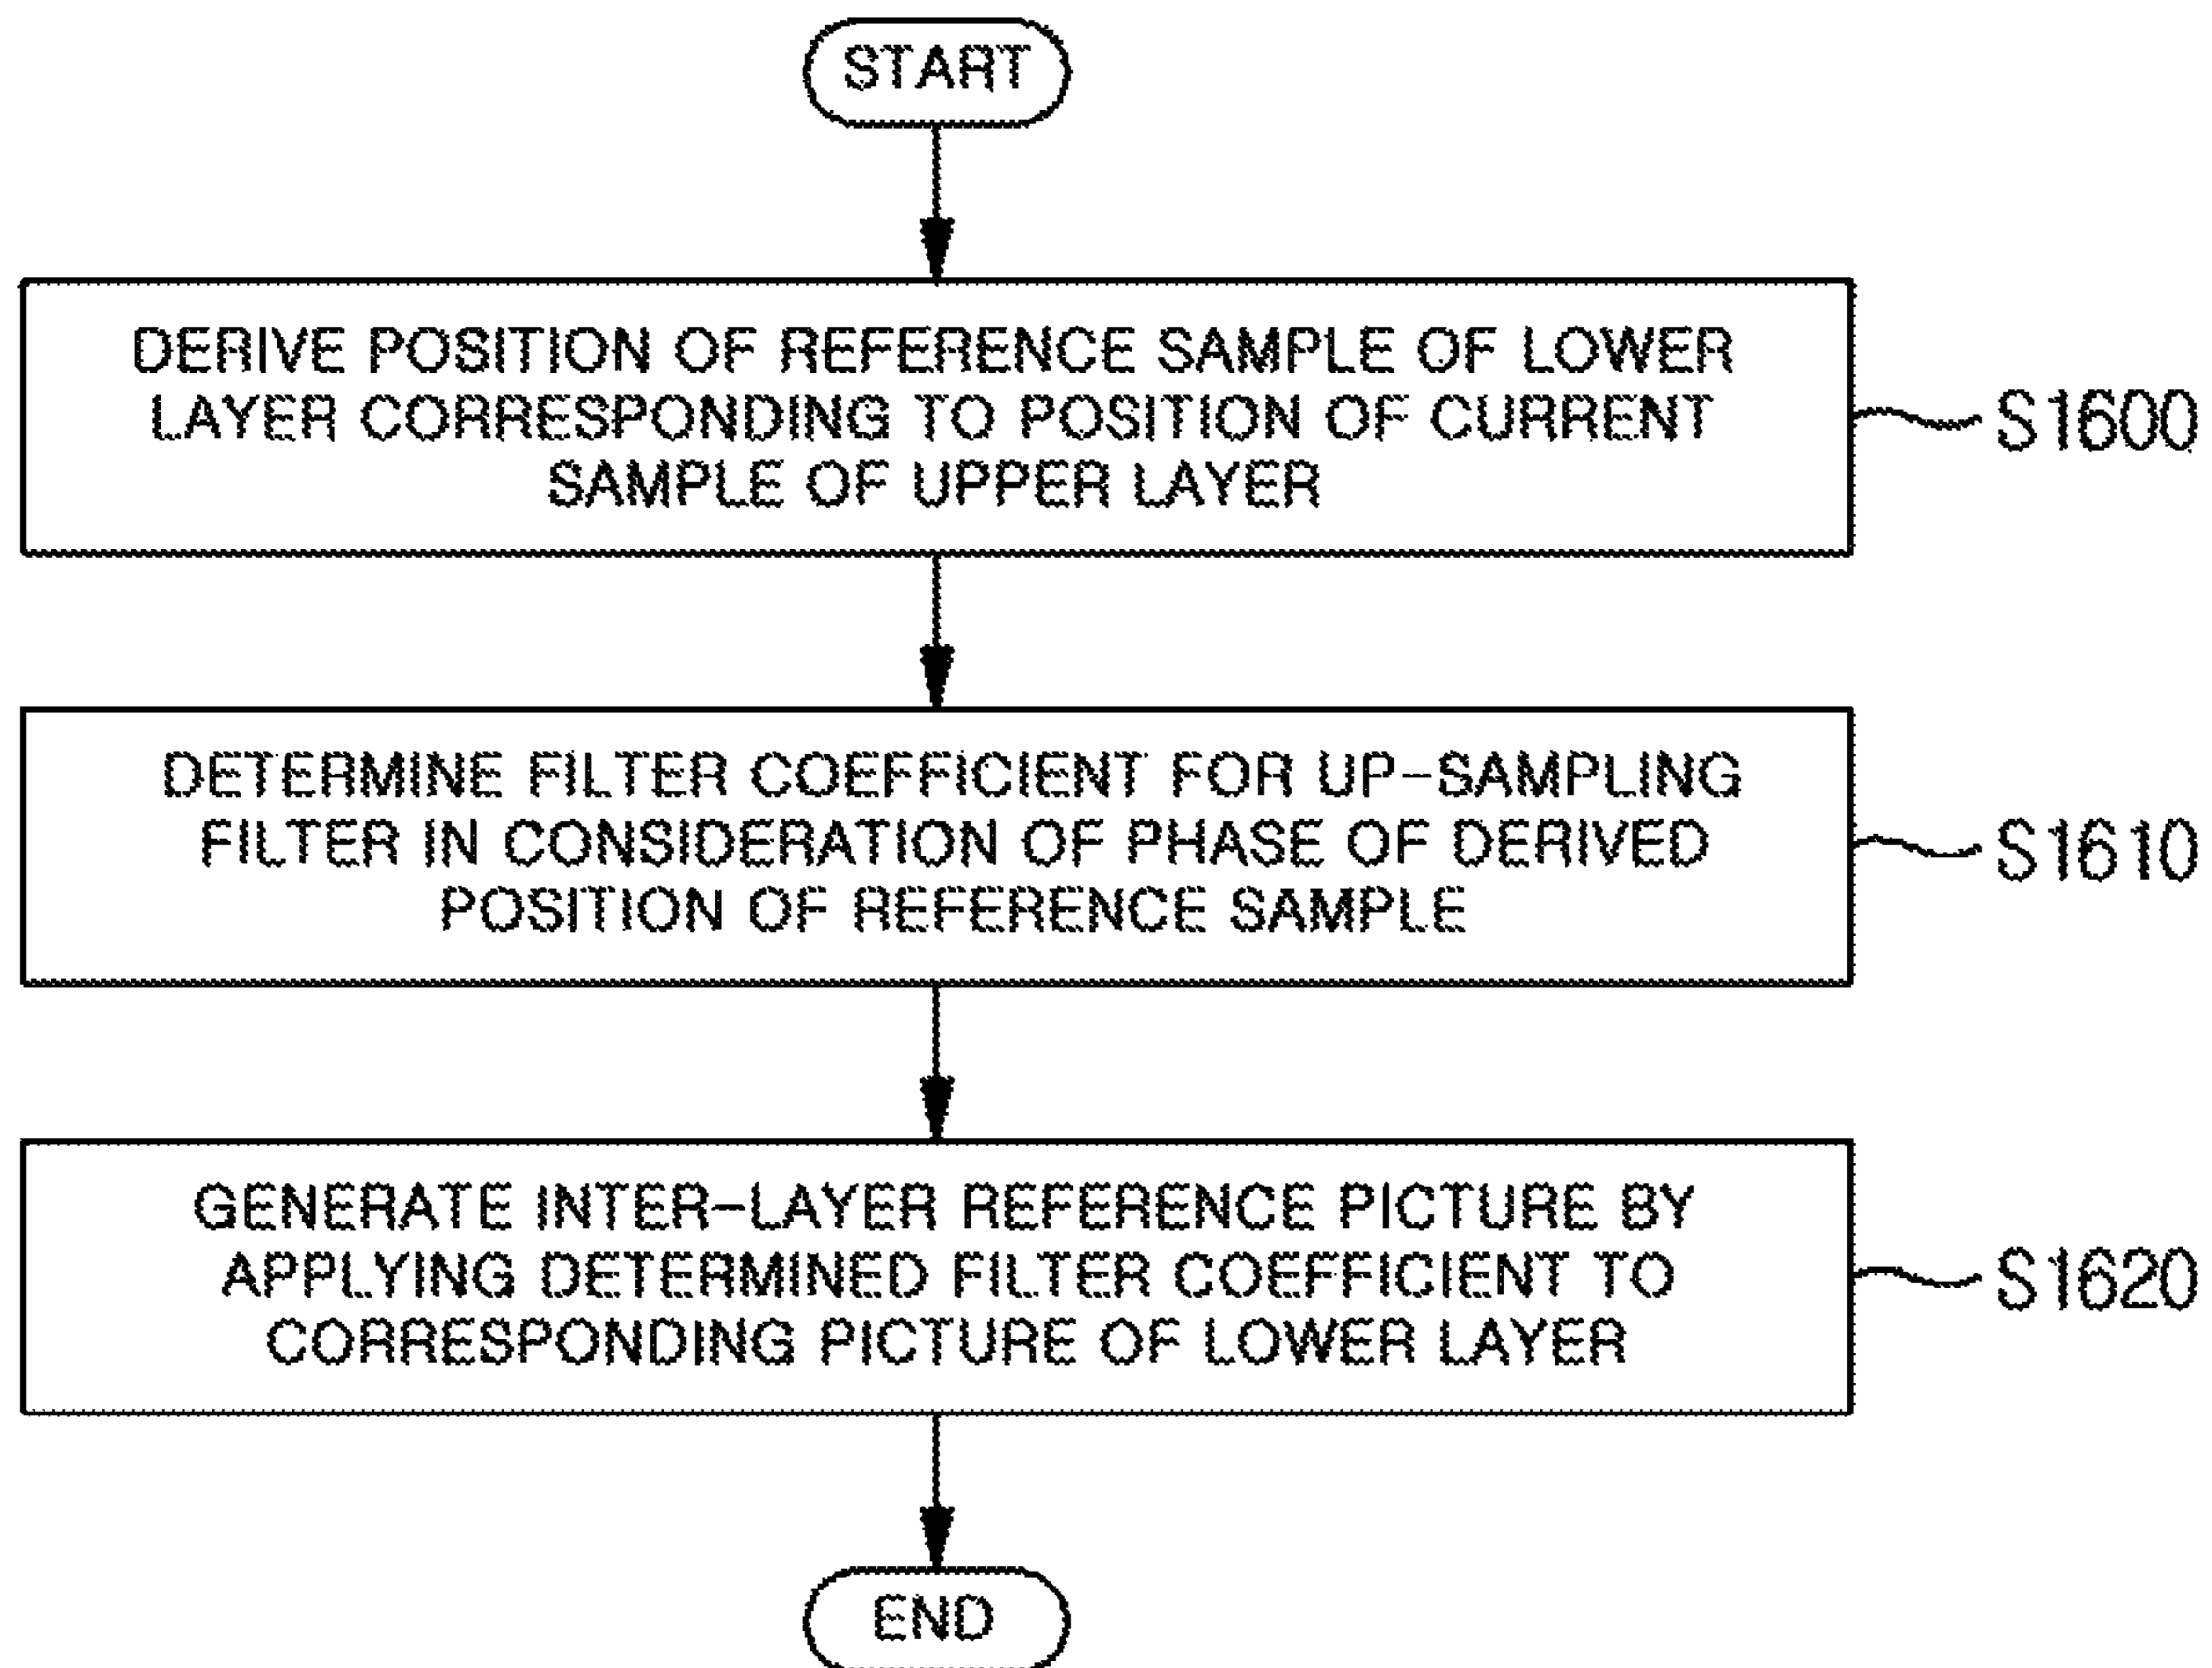 START
DERIVE POSITION OF REFERENCE SAMPLE OF LOWER
LAYER CORRESPONDING TO POSITION OF CURRENT
SAMPLE OF UPPER LAYER
S1600
DETERMINE FILTER COEFFICIENT FOR UP-SAMPLING
FILTER IN CONSIDERATION OF PHASE OF DERIVED
POSITION OF REFERENCE SAMPLE
S1610
GENERATE INTER-LAYER REFERENCE PICTURE BY
APPLYING DETERMINED FILTER COEFFICIENT TO
CORRESPONDING PICTURE OF LOWER LAYER
S1620
END